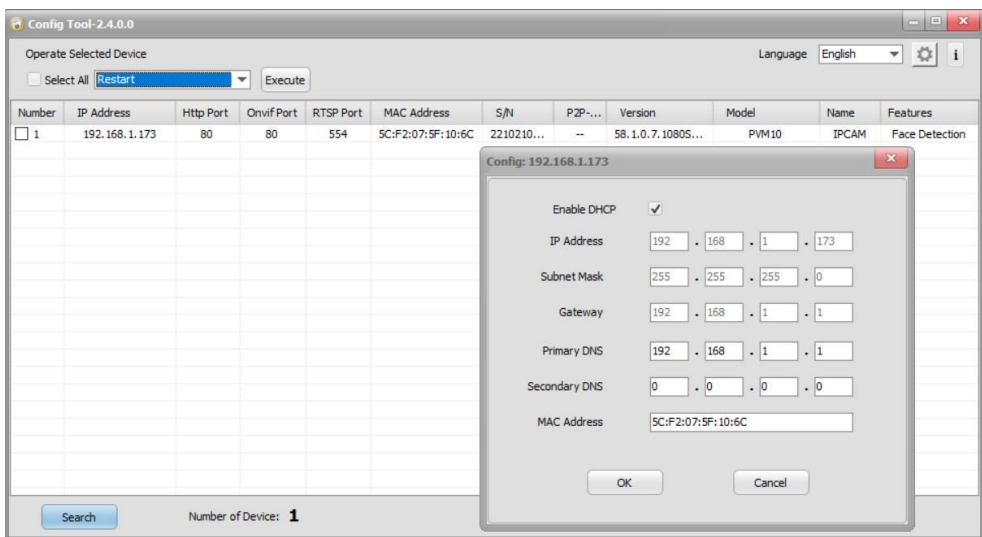 Config Tool-2.4.0.0
Operate Selected Device
Language English i
Select All Restart Execute
Number IP Address Http Port Onvif Port RTSP Port MAC Address S/N P2P-... Version Model Name Features
1 192.168.1.173 80 80 554 5C:F2:07:5F:10:6C 2210210... -- 58.1.0.7.1080S... PVM10 IPCAM Face Detection
Config: 192.168.1.173
Enable DHCP
IP Address 192 . 168 . 1 . 173
Subnet Mask 255 . 255 . 255 . 0
Gateway 192 . 168 . 1 . 1
Primary DNS 192 . 168 . 1 . 1
Secondary DNS 0 . 0 . 0 . 0
MAC Address 5C:F2:07:5F:10:6C
OK Cancel
Search Number of Device: 1